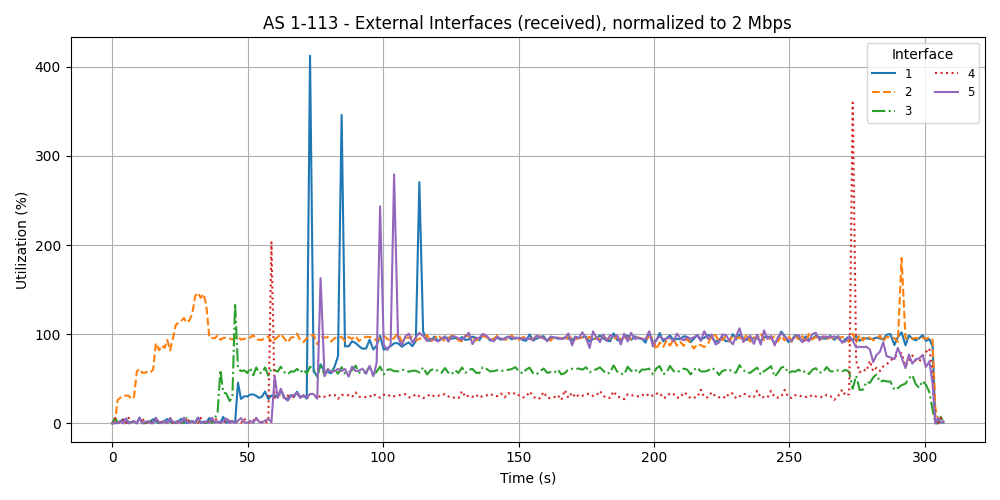 AS 1-113 - External Interfaces (received), normalized to 2 Mbps
Interface
1
2
3
4
5
Utilization (%)
400
300
200
100
0
0 50 100 150 200 250 300
Time (s)